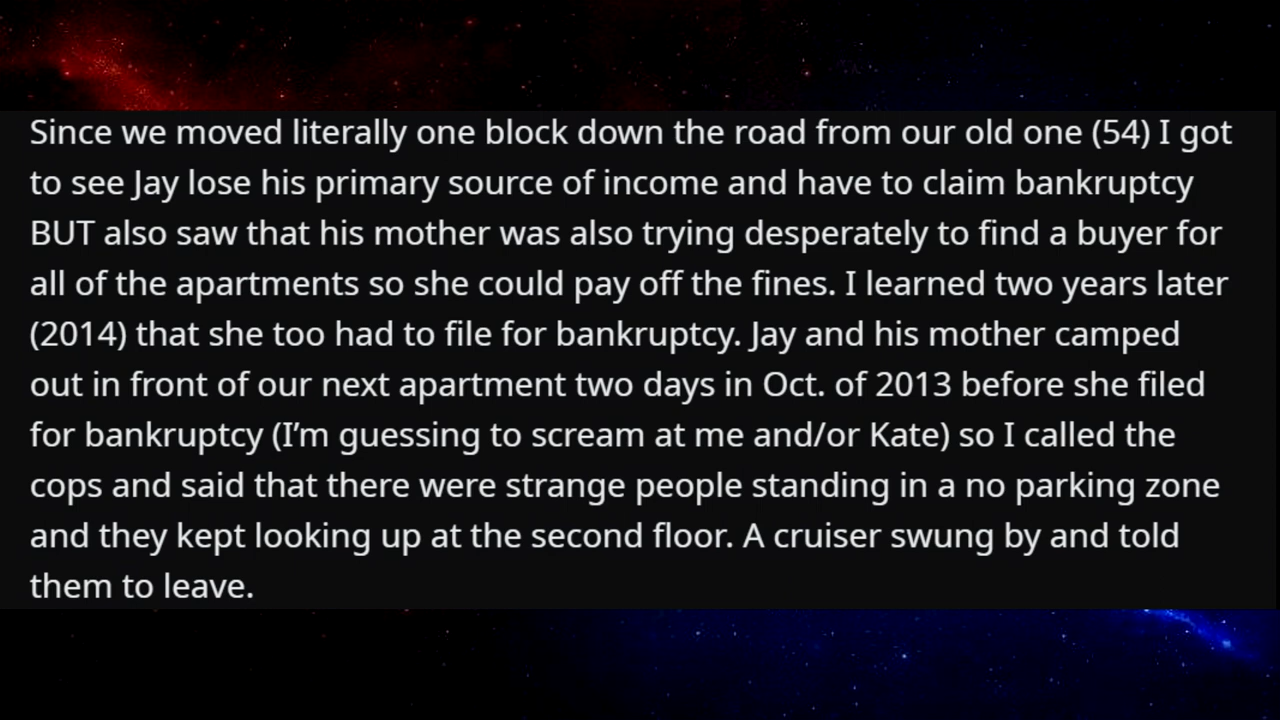 Since we moved literally one block down the road from our old one (54) I got
to see Jay lose his primary source of income and have to claim bankruptcy
BUT also saw that his mother was also trying desperately to find a buyer for
all of the apartments so she could pay off the fines. I learned two years later
(2014) that she too had to file for bankruptcy. Jay and his mother camped
out in front of our next apartment two days in Oct. of 2013 before she filed
for bankruptcy (I’m guessing to scream at me and/or Kate) so I called the
cops and said that there were strange people standing in a no parking zone
and they kept looking up at the second floor. A cruiser swung by and told
them to leave.